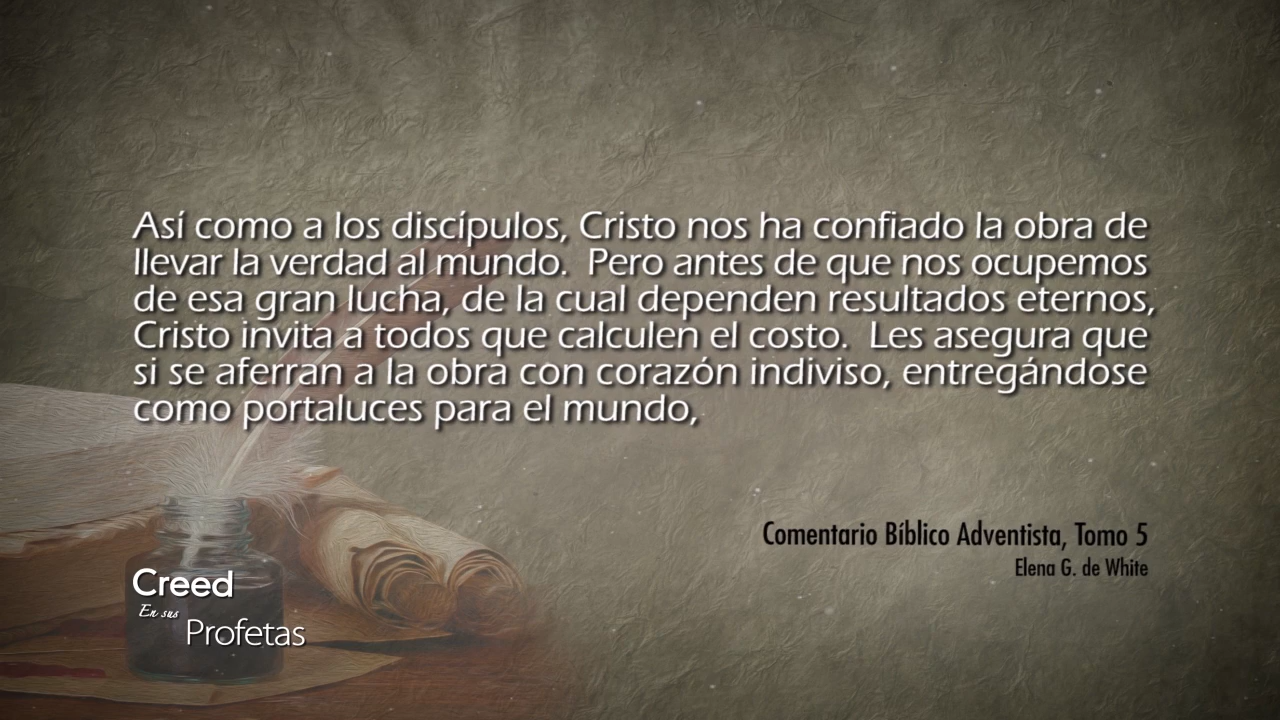 Así como a los discípulos, Cristo nos ha confiado la obra de
llevar la verdad al mundo. Pero antes de que nos ocupemos
de esa gran lucha, de la cual dependen resultados eternos,
Cristo invita a todos que calculen el costo. Les asegura que
si se aferran a la obra con corazón indiviso, entregándose
como portaluces para el mundo,
Comentario Bíblico Adventista, Tomo 5
Elena G. de White
Creed
En sus
Profetas